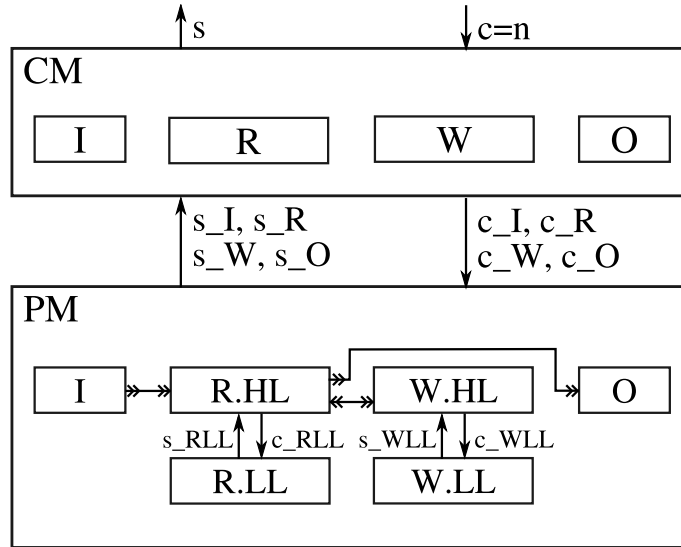 s
c=n
CM
I
R
W
O
s_I, s_R
s_W, s_O
c_I, c_R
c_W, c_O
PM
I
R.HL
W.HL
O
s_RLL
c_RLL
s_WLL
c_WLL
R.LL
W.LL